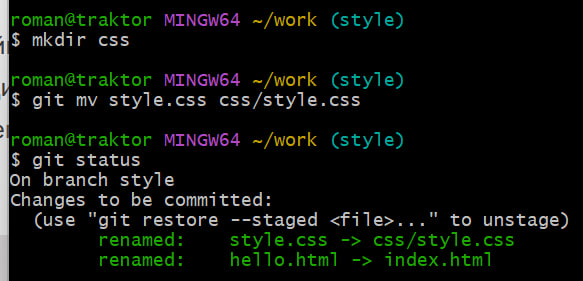 roman@traktor MINGW64 ~/work (style)
$ mkdir css
roman@traktor MINGW64 ~/work (style)
$ git mv style.css css/style.css
roman@traktor MINGW64 ~/work (style)
$ git status
On branch style
Changes to be committed:
  (use "git restore --staged <file>..." to unstage)
        renamed:    style.css -> css/style.css
        renamed:    hello.html -> index.html